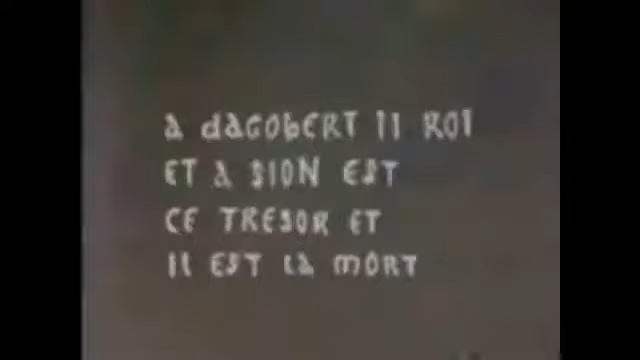 a dagobert II roi
et a sion est
ce tresor et
il est la mort